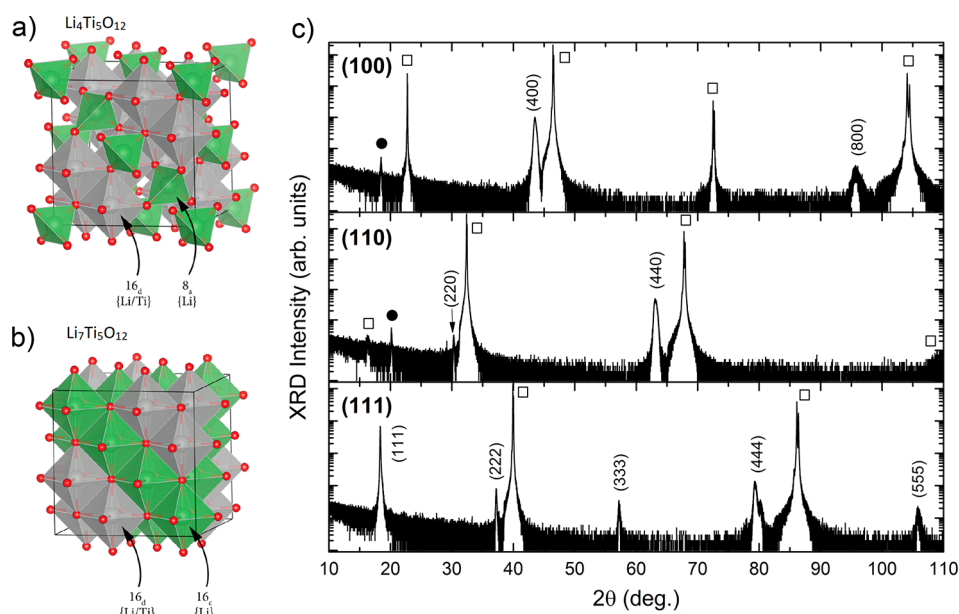 a)
Li4Ti5O12
16d
{Li/Ti}
8a
{Li}
b)
Li7Ti5O12
16d
{Li/Ti}
16c
{Li}
c)
XRD Intensity (arb. units)
(100)
(400)
(800)
(110)
(220)
(440)
(111)
(111)
(222)
(333)
(444)
(555)
10 20 30 40 50 60 70 80 90 100 110
2θ (deg.)